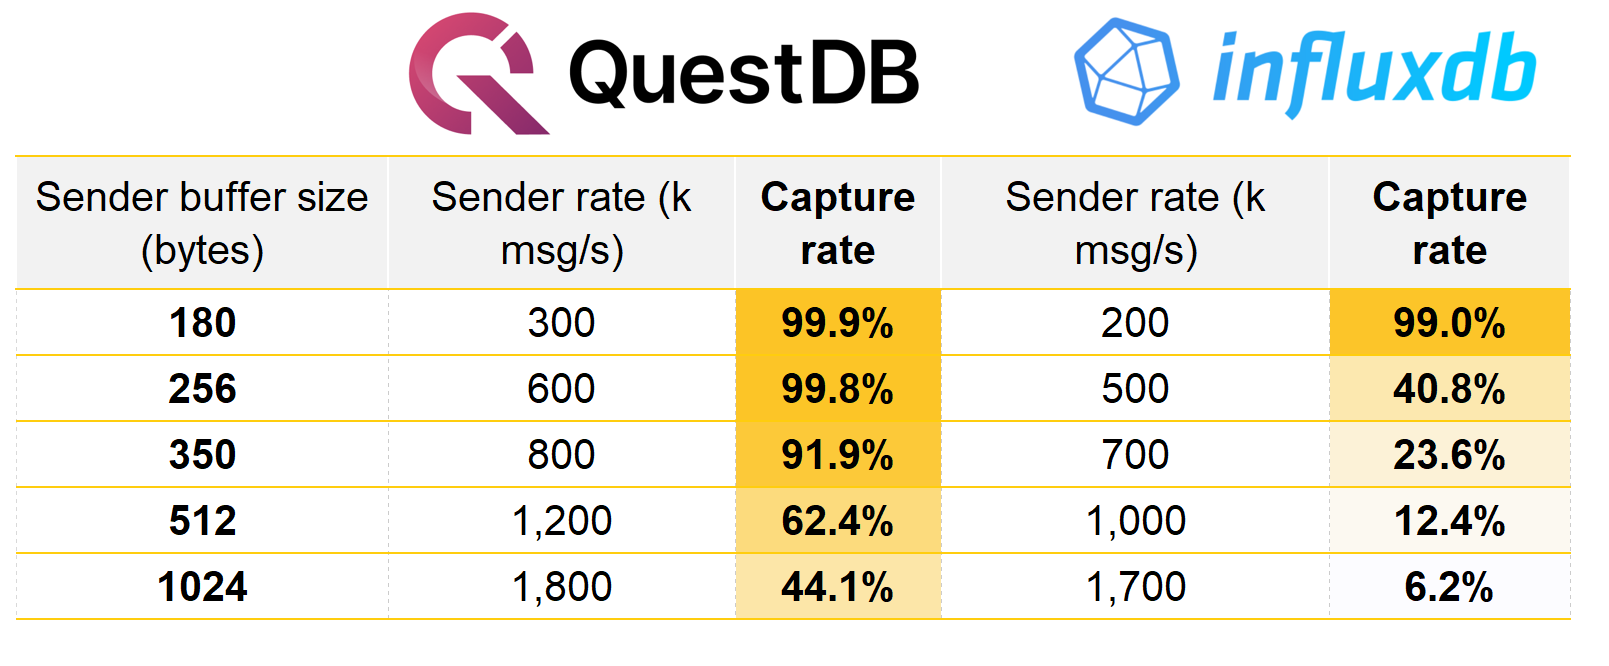 QuestDB influxdb
Sender buffer size (bytes) Sender rate (k msg/s) Capture rate Sender rate (k msg/s) Capture rate
180 300 99.9% 200 99.0%
256 600 99.8% 500 40.8%
350 800 91.9% 700 23.6%
512 1,200 62.4% 1,000 12.4%
1024 1,800 44.1% 1,700 6.2%